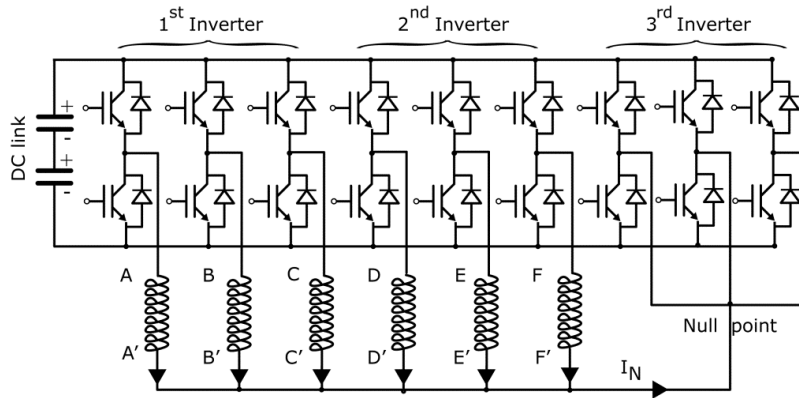 1st Inverter
2nd Inverter
3rd Inverter
DC link
+
-
+
-
A B C D E F
A' B' C' D' E' F'
Null point
IN